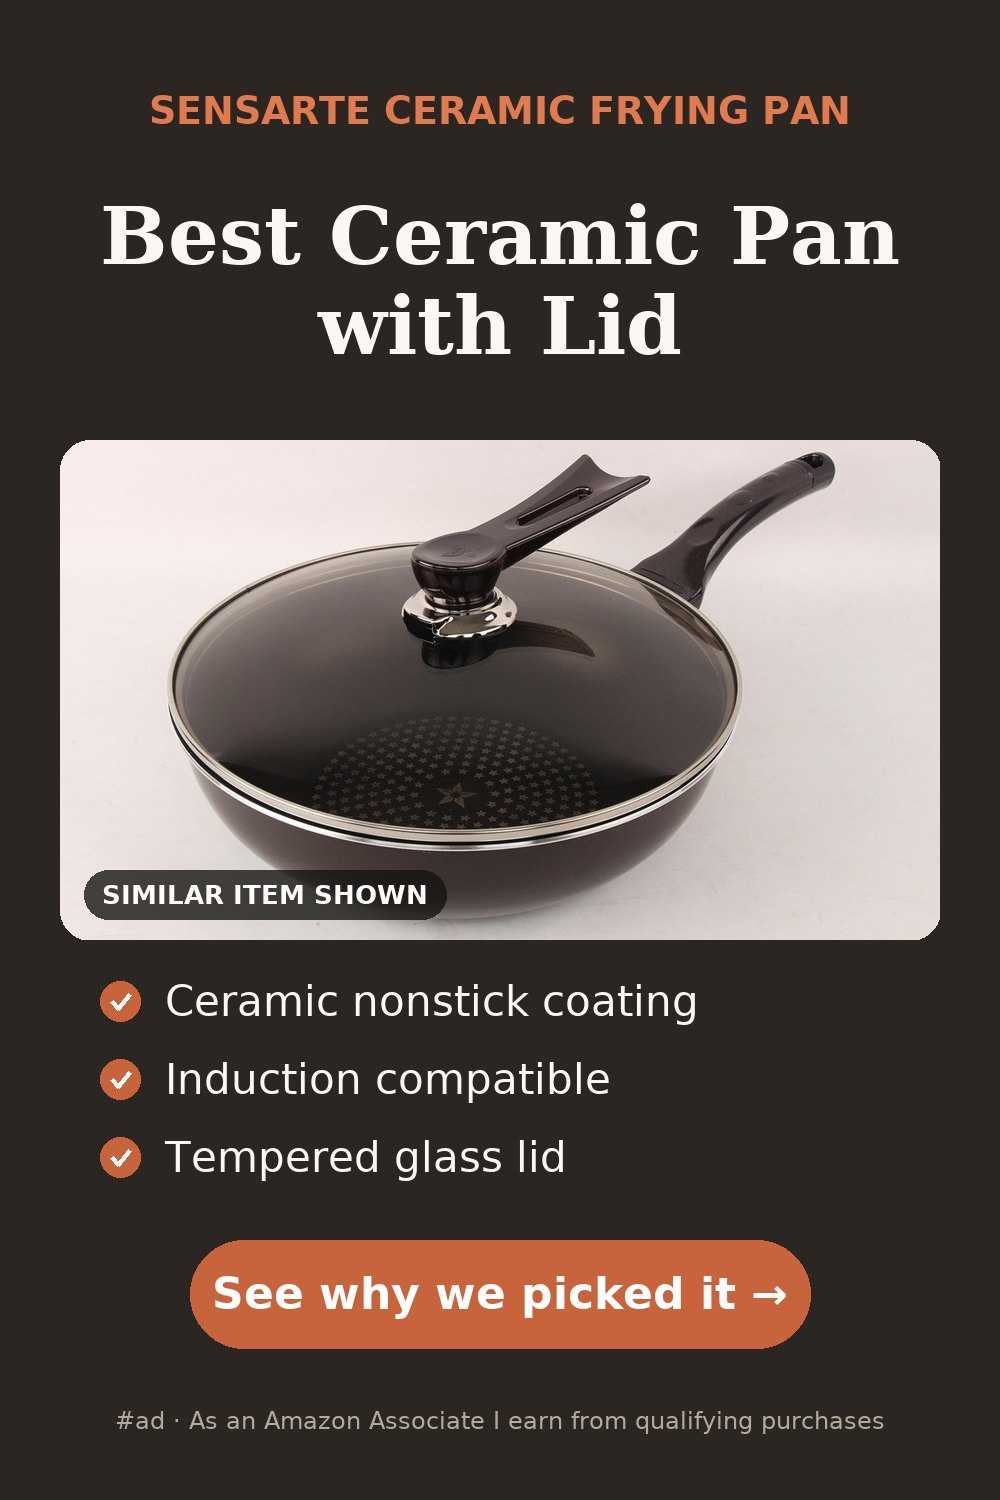 SENSARTE CERAMIC FRYING PAN
Best Ceramic Pan
with Lid
SIMILAR ITEM SHOWN
Ceramic nonstick coating
Induction compatible
Tempered glass lid
See why we picked it →
#ad · As an Amazon Associate I earn from qualifying purchases